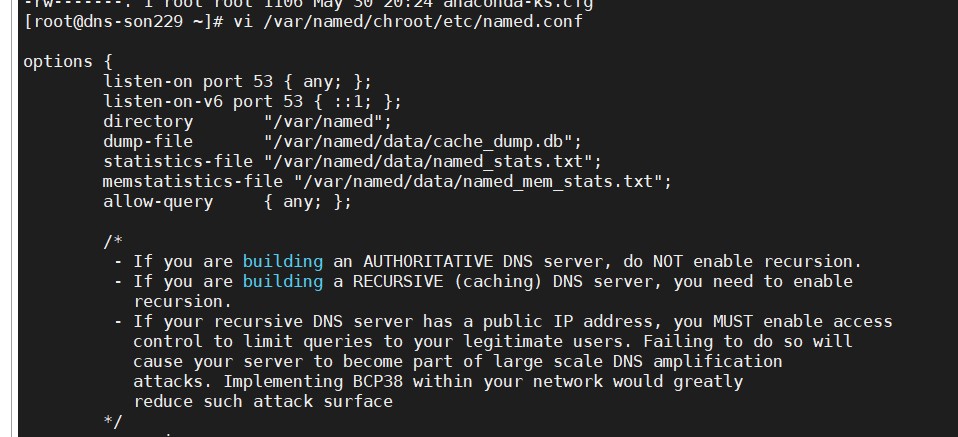 -rw-------. 1 root root 1106 May 30 20:24 anaconda-ks.cfg
[root@dns-son229 ~]# vi /var/named/chroot/etc/named.conf
options {
listen-on port 53 { any; };
listen-on-v6 port 53 { ::1; };
directory "/var/named";
dump-file "/var/named/data/cache_dump.db";
statistics-file "/var/named/data/named_stats.txt";
memstatistics-file "/var/named/data/named_mem_stats.txt";
allow-query { any; };
/*
- If you are building an AUTHORITATIVE DNS server, do NOT enable recursion.
- If you are building a RECURSIVE (caching) DNS server, you need to enable
recursion.
- If your recursive DNS server has a public IP address, you MUST enable access
control to limit queries to your legitimate users. Failing to do so will
cause your server to become part of large scale DNS amplification
attacks. Implementing BCP38 within your network would greatly
reduce such attack surface
*/